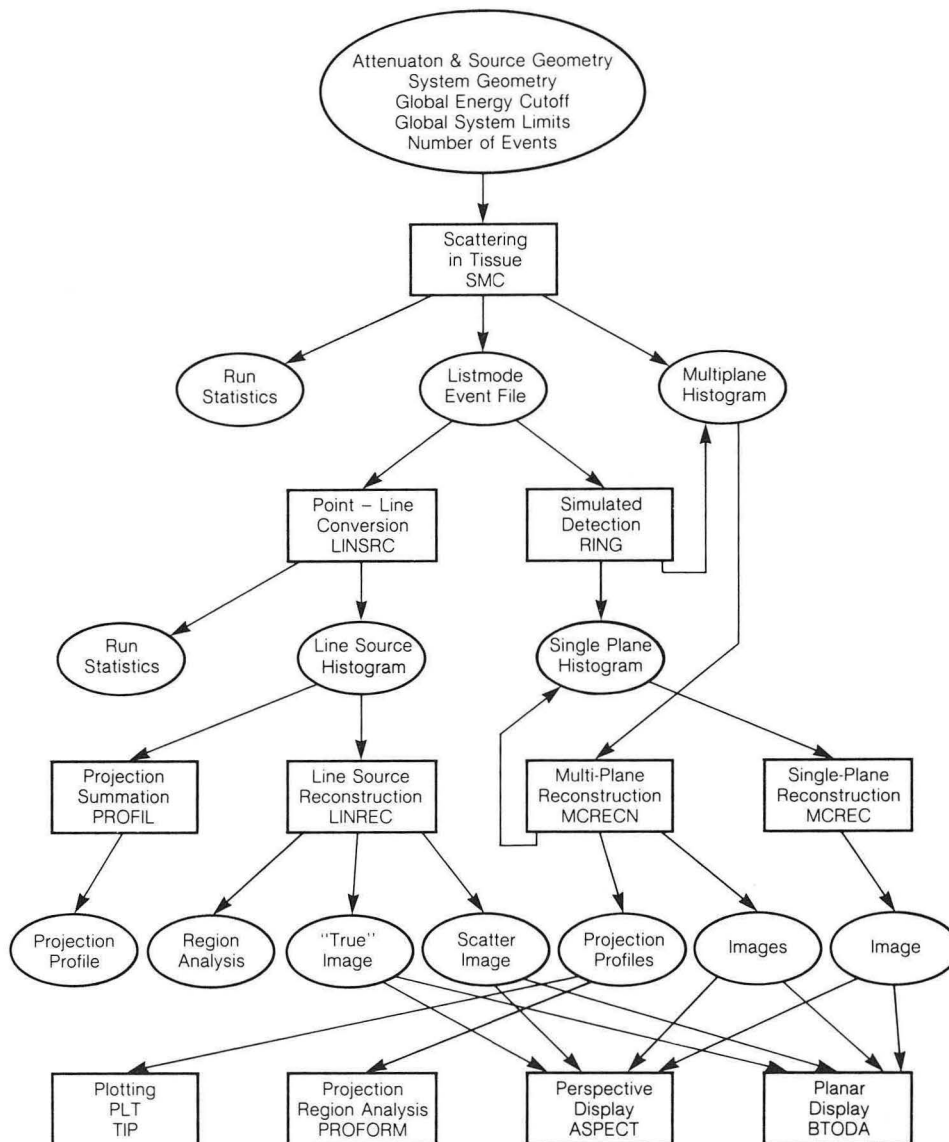 Attenuaton & Source Geometry
System Geometry
Global Energy Cutoff
Global System Limits
Number of Events
Scattering
in Tissue
SMC
Run
Statistics
Listmode
Event File
Multiplane
Histogram
Point – Line
Conversion
LINSRC
Simulated
Detection
RING
Run
Statistics
Line Source
Histogram
Single Plane
Histogram
Projection
Summation
PROFIL
Line Source
Reconstruction
LINREC
Multi-Plane
Reconstruction
MCRECN
Single-Plane
Reconstruction
MCREC
Projection
Profile
Region
Analysis
"True"
Image
Scatter
Image
Projection
Profiles
Images
Image
Plotting
PLT
TIP
Projection
Region Analysis
PROFORM
Perspective
Display
ASPECT
Planar
Display
BTODA